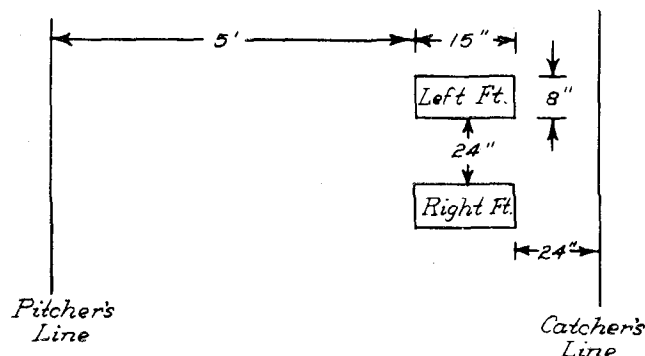 5'
15"
Left Ft.
8"
24"
Right Ft.
24"
Pitcher's
Line
Catcher's
Line